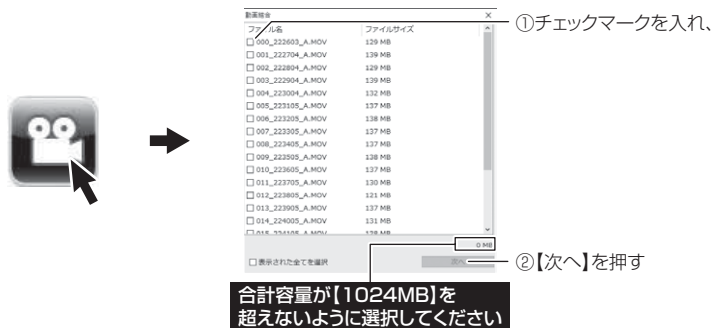 動画結合
ファイル名 ファイルサイズ
000_222603_A.MOV 129 MB
001_222704_A.MOV 139 MB
002_222804_A.MOV 129 MB
003_222904_A.MOV 139 MB
004_223004_A.MOV 132 MB
005_223105_A.MOV 137 MB
006_223205_A.MOV 138 MB
007_223305_A.MOV 137 MB
008_223405_A.MOV 137 MB
009_223505_A.MOV 138 MB
010_223605_A.MOV 137 MB
011_223705_A.MOV 130 MB
012_223805_A.MOV 121 MB
013_223905_A.MOV 137 MB
014_224005_A.MOV 131 MB
015_224105_A.MOV 128 MB
0 MB
表示された全てを選択 次へ
①チェックマークを入れ、
②【次へ】を押す
合計容量が【1024MB】を
超えないように選択してください